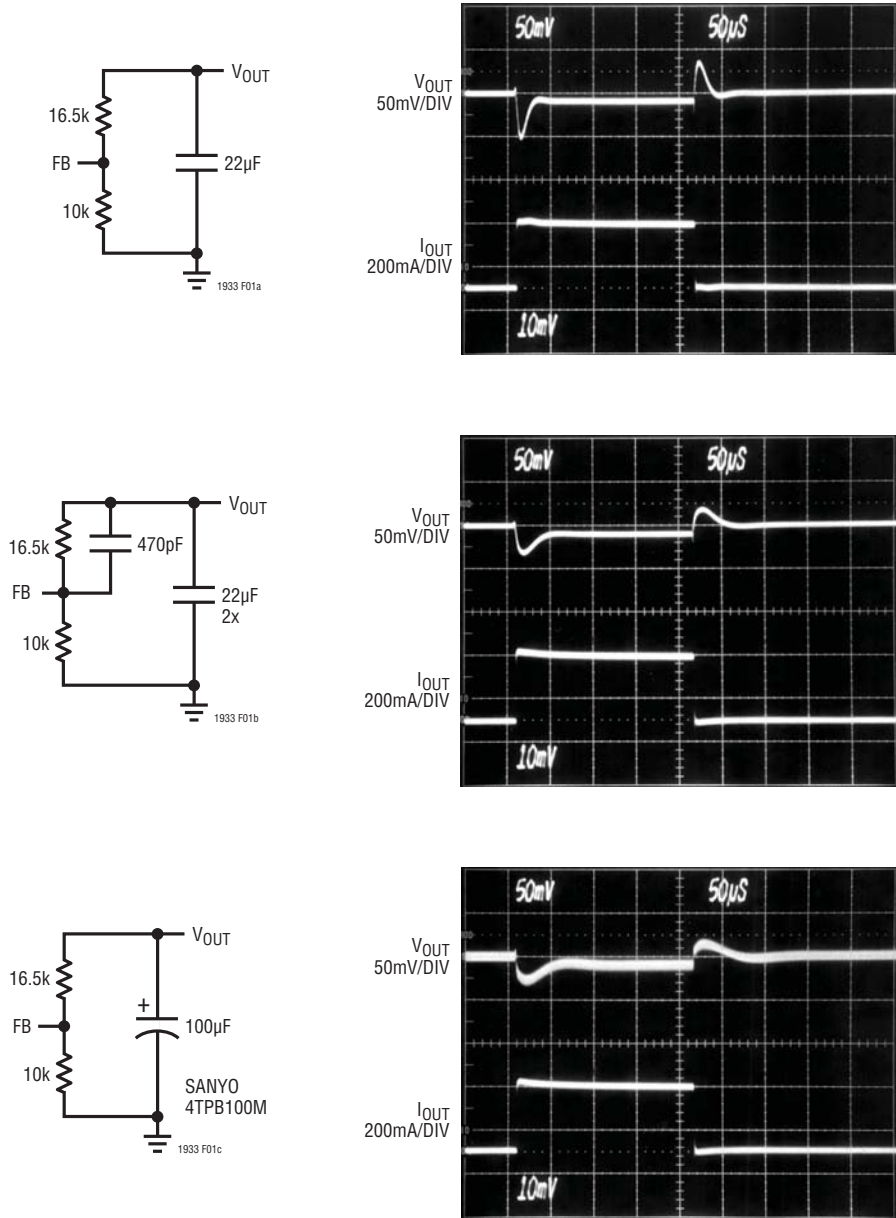 50mV 50µS
VOUT
16.5k
VOUT
50mV/DIV
FB
22µF
10k
IOUT
200mA/DIV
1933 F01a
10mV
50mV 50µS
VOUT
VOUT
50mV/DIV
16.5k
470pF
FB
22µF
2x
10k
IOUT
200mA/DIV
1933 F01b
10mV
50mV 50µS
VOUT
VOUT
50mV/DIV
16.5k
+
FB
100µF
10k
SANYO
4TPB100M
IOUT
200mA/DIV
1933 F01c
10mV